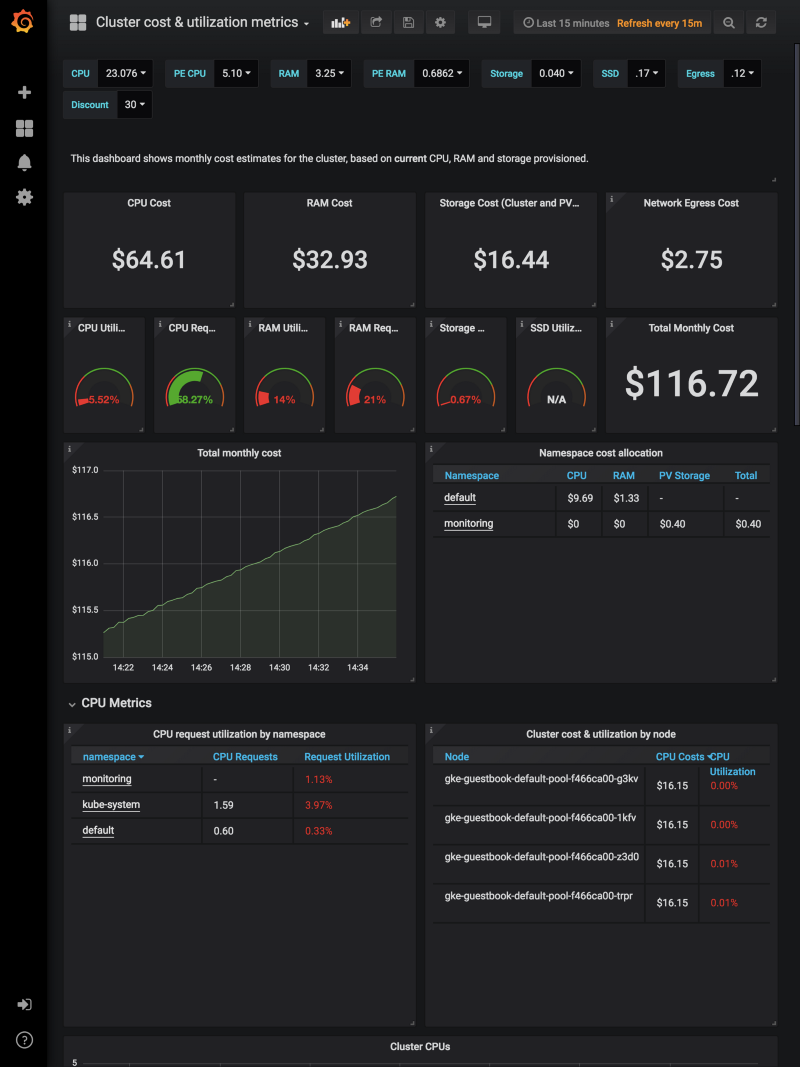 Cluster cost & utilization metrics
Last 15 minutes Refresh every 15m
CPU 23.076 PE CPU 5.10 RAM 3.25 PE RAM 0.6862 Storage 0.040 SSD .17 Egress .12
Discount 30
This dashboard shows monthly cost estimates for the cluster, based on current CPU, RAM and storage provisioned.
CPU Cost
$64.61
RAM Cost
$32.93
Storage Cost (Cluster and PV...
$16.44
Network Egress Cost
$2.75
CPU Utili...
5.52%
CPU Req...
58.27%
RAM Utili...
14%
RAM Req...
21%
Storage ...
0.67%
SSD Utiliz...
N/A
Total Monthly Cost
$116.72
Total monthly cost
$117.0
$116.5
$116.0
$115.5
$115.0
14:22 14:24 14:26 14:28 14:30 14:32 14:34
Namespace cost allocation
Namespace CPU RAM PV Storage Total
default $9.69 $1.33 - -
monitoring $0 $0 $0.40 $0.40
CPU Metrics
CPU request utilization by namespace
namespace CPU Requests Request Utilization
monitoring - 1.13%
kube-system 1.59 3.97%
default 0.60 0.33%
Cluster cost & utilization by node
Node CPU Costs CPU Utilization
gke-guestbook-default-pool-f466ca00-g3kv $16.15 0.00%
gke-guestbook-default-pool-f466ca00-1kfv $16.15 0.00%
gke-guestbook-default-pool-f466ca00-z3d0 $16.15 0.01%
gke-guestbook-default-pool-f466ca00-trpr $16.15 0.01%
Cluster CPUs
5